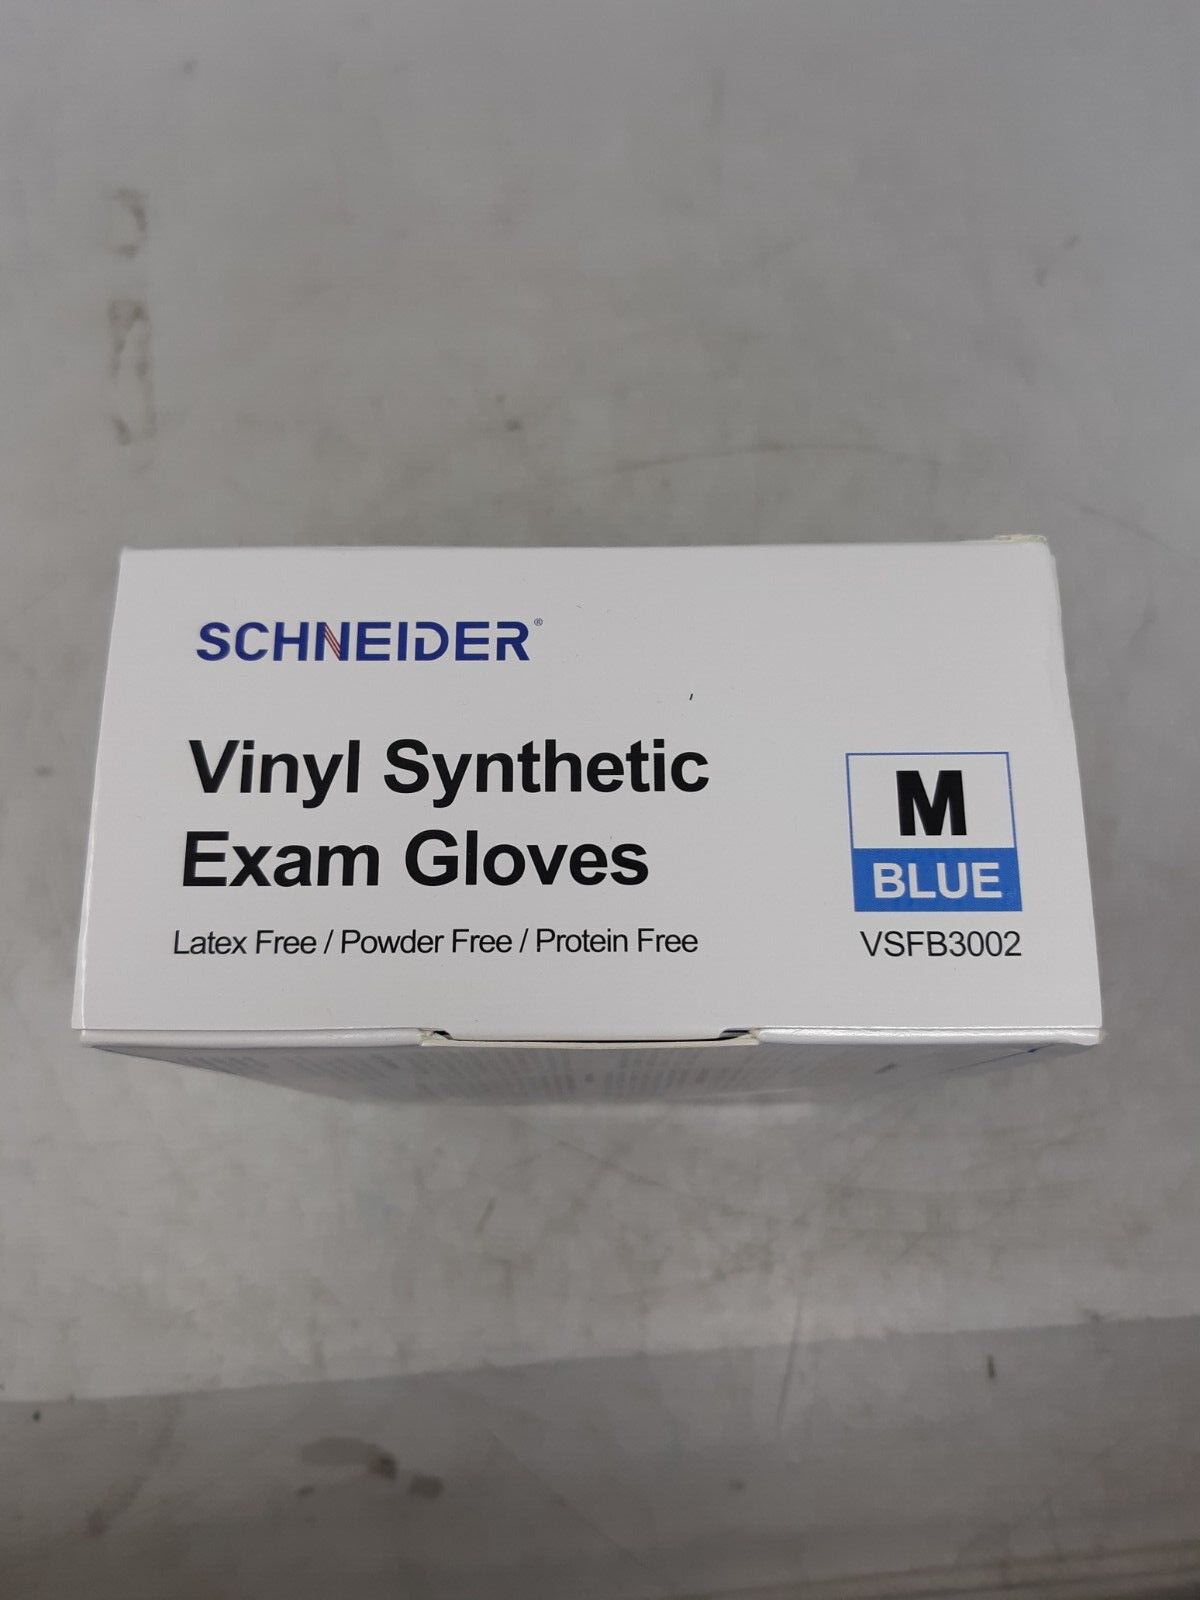 SCHNEIDER®
Vinyl Synthetic
Exam Gloves
Latex Free / Powder Free / Protein Free
M
BLUE
VSFB3002